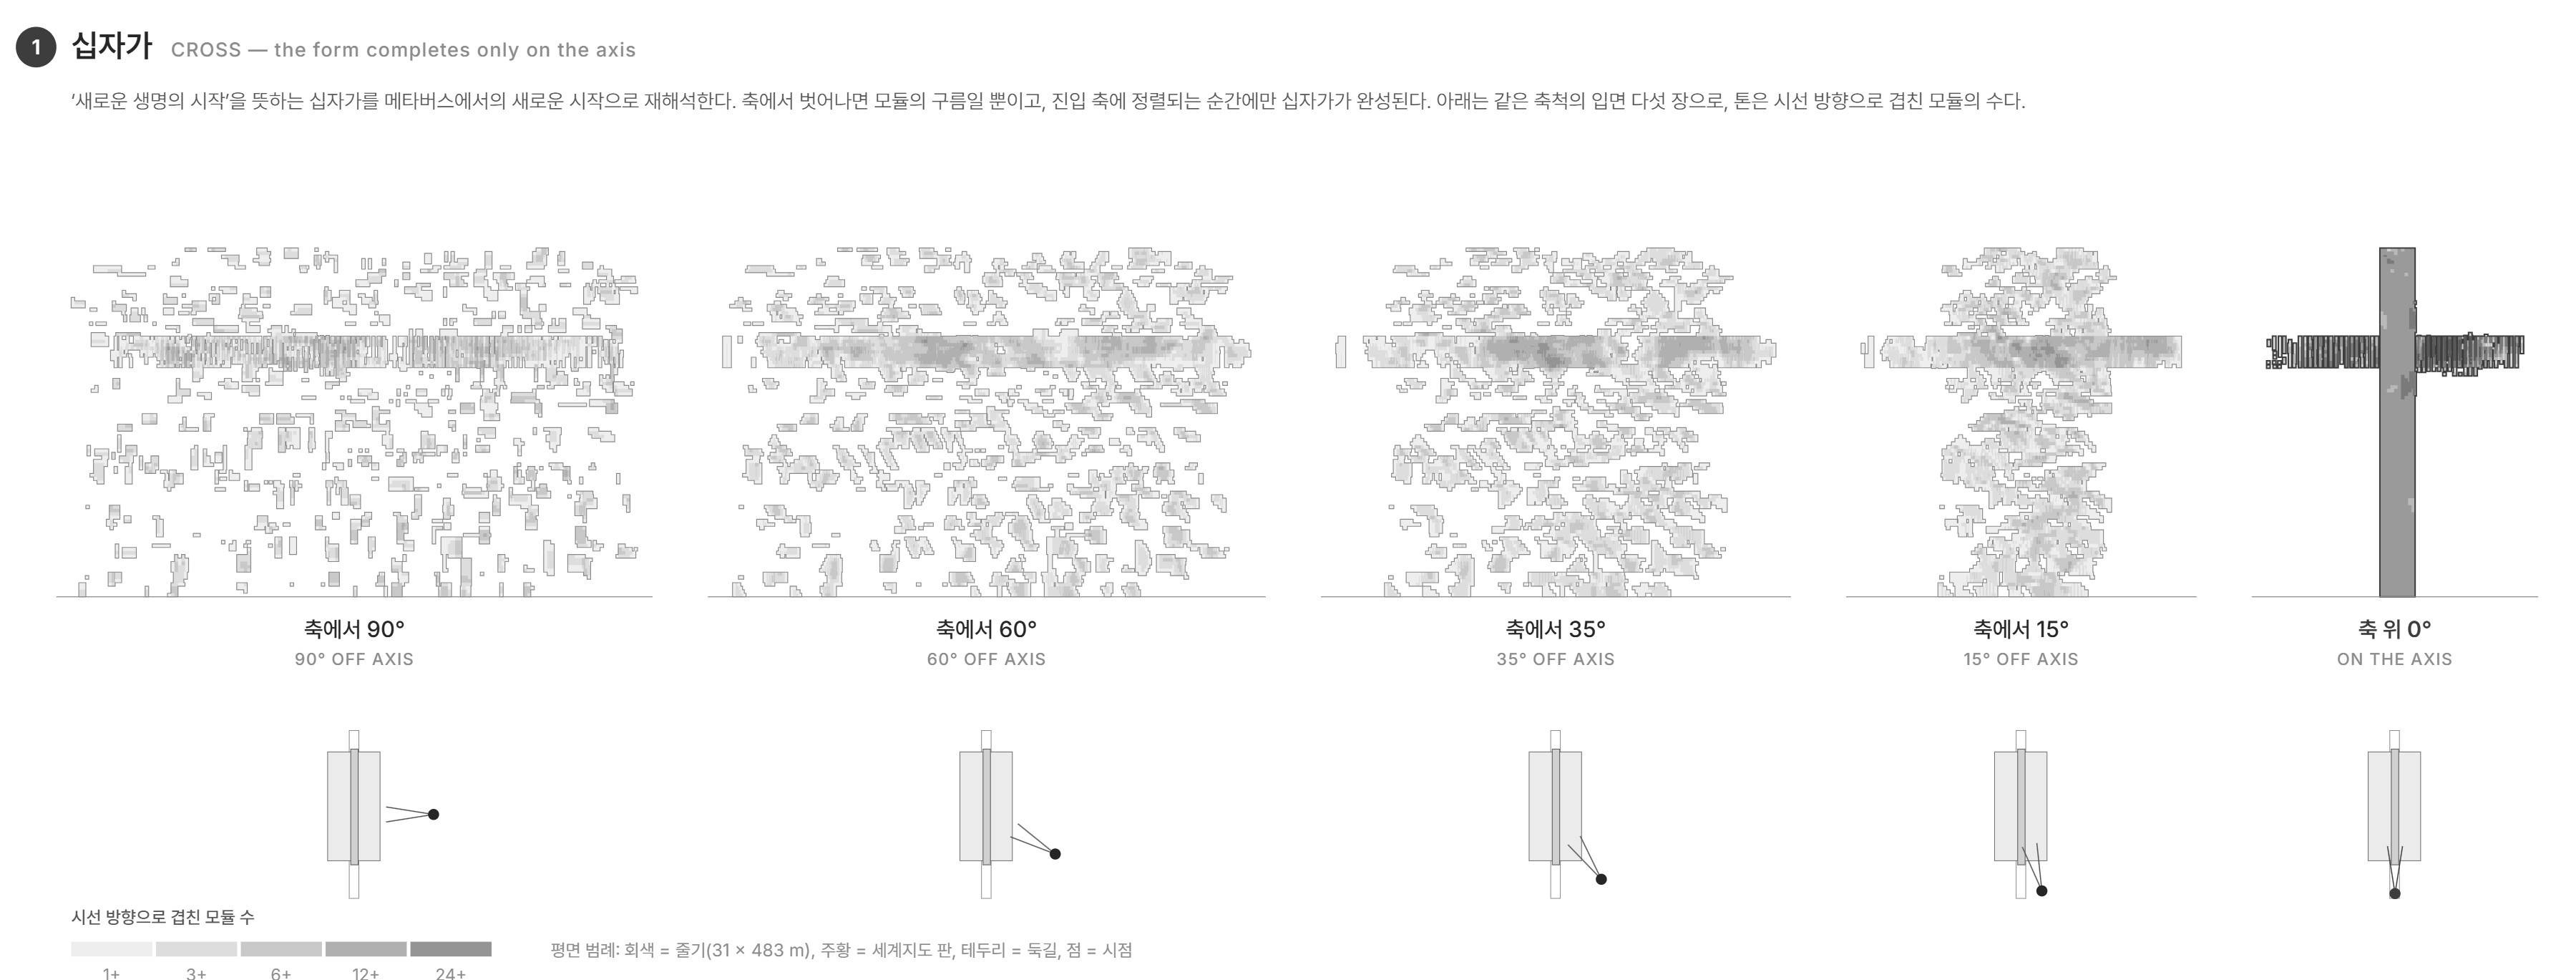 1 십자가 CROSS — the form completes only on the axis
‘새로운 생명의 시작’을 뜻하는 십자가를 메타버스에서의 새로운 시작으로 재해석한다. 축에서 벗어나면 모듈의 구름일 뿐이고, 진입 축에 정렬되는 순간에만 십자가가 완성된다. 아래는 같은 축척의 입면 다섯 장으로, 톤은 시선 방향으로 겹친 모듈의 수다.
축에서 90° 축에서 60° 축에서 35° 축에서 15° 축 위 0°
90° OFF AXIS 60° OFF AXIS 35° OFF AXIS 15° OFF AXIS ON THE AXIS
시선 방향으로 겹친 모듈 수
평면 범례: 회색 = 줄기(31 × 483 m), 주황 = 세계지도 판, 테두리 = 둑길, 점 = 시점
1+ 3+ 6+ 12+ 24+